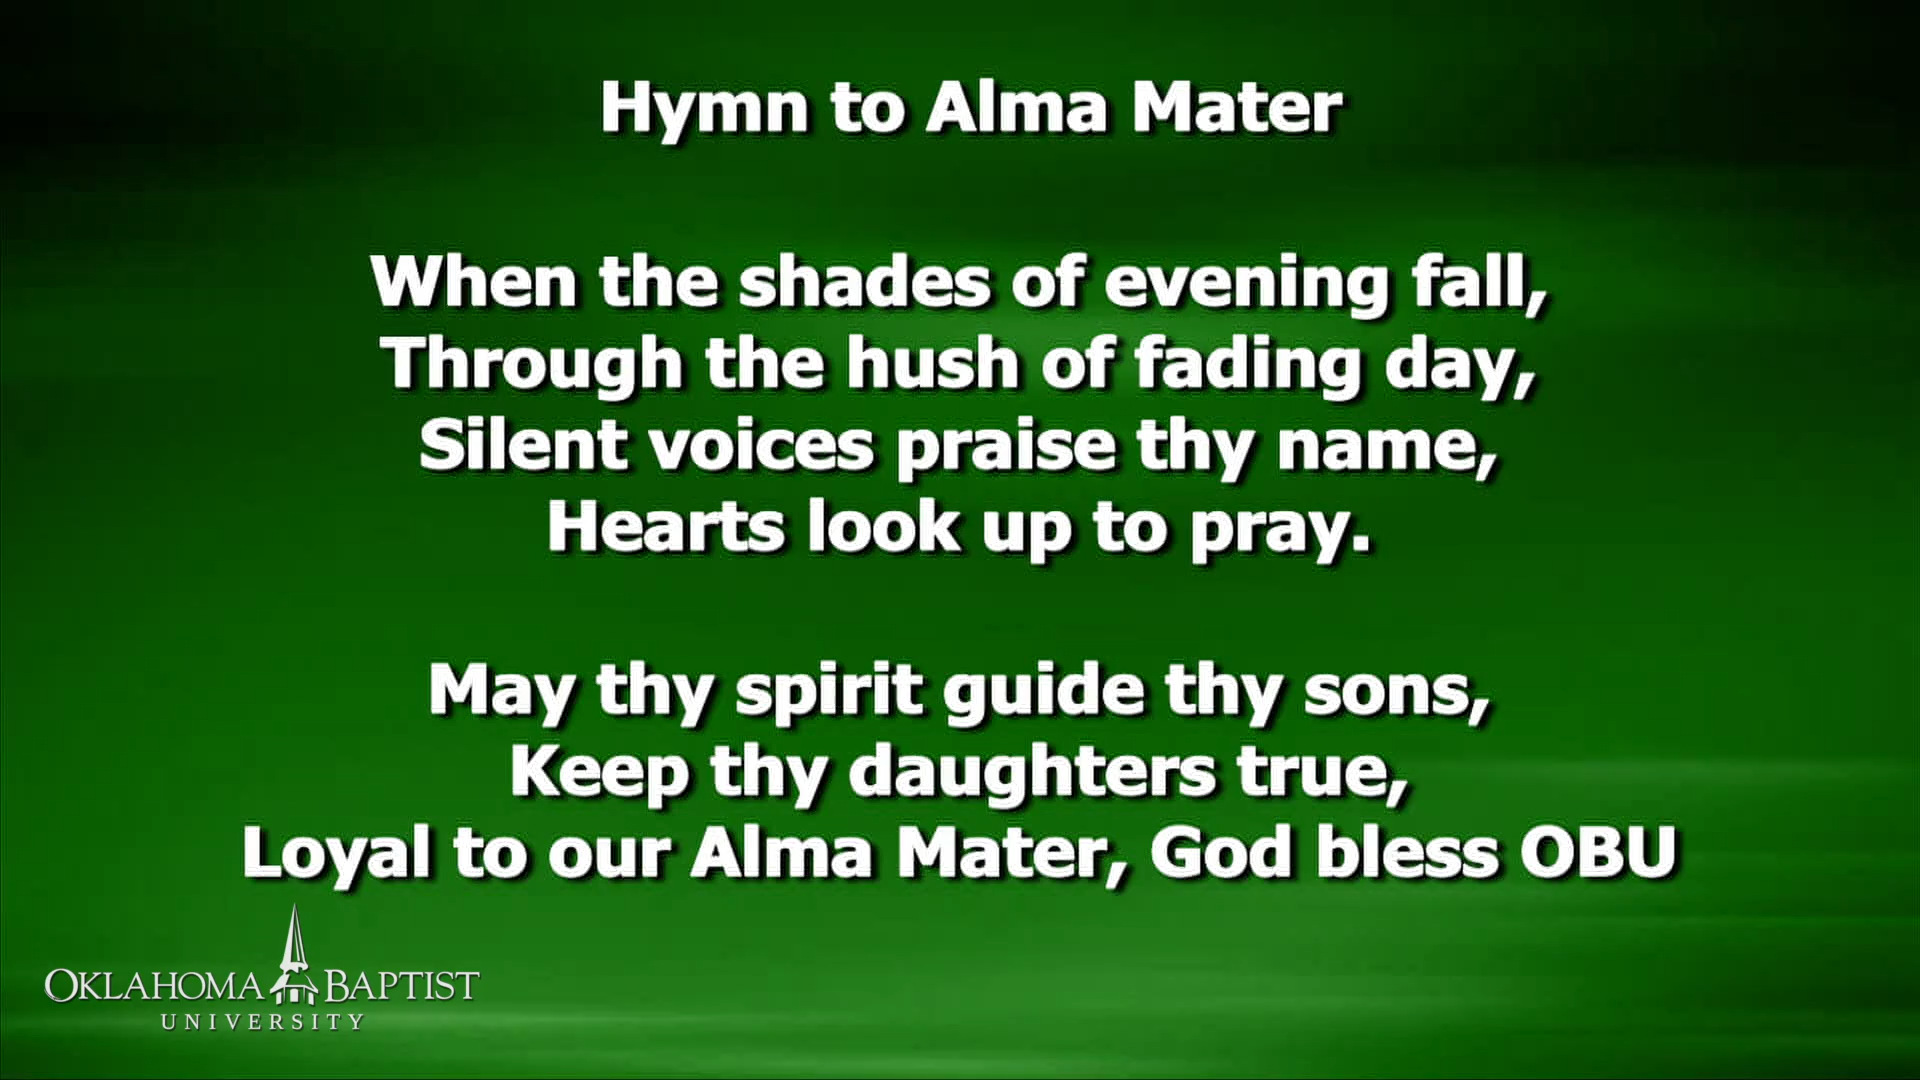 Hymn to Alma Mater
When the shades of evening fall,
Through the hush of fading day,
Silent voices praise thy name,
Hearts look up to pray.
May thy spirit guide thy sons,
Keep thy daughters true,
Loyal to our Alma Mater, God bless OBU
OKLAHOMA BAPTIST
UNIVERSITY